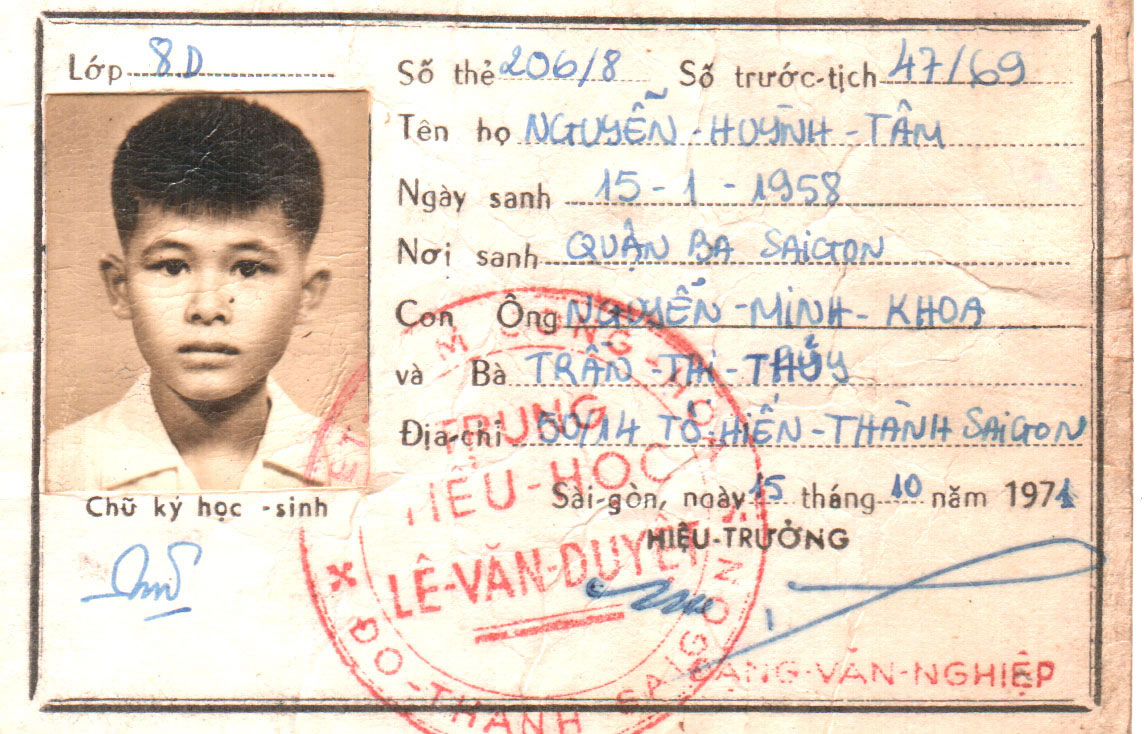 Lớp 8D Số thẻ 206/8 Số trước-tịch 47/69
Tên họ NGUYỄN-HUỲNH-TÂM
Ngày sanh 15-1-1958
Nơi sanh QUẬN BA SAIGON
Con Ông NGUYỄN-MINH-KHOA
và Bà TRẦN-THỊ-THỦY
Địa-chỉ 50/14 TÔ-HIẾN-THÀNH SAIGON
Sài-gòn, ngày 15 tháng 10 năm 1971
HIỆU-TRƯỞNG
Chữ ký học-sinh
TRUNG
TIỂU-HỌC
LÊ-VĂN-DUYỆT
ĐÔ-THÀNH SAIGON
ĐẶNG-VĂN-NGHIỆP